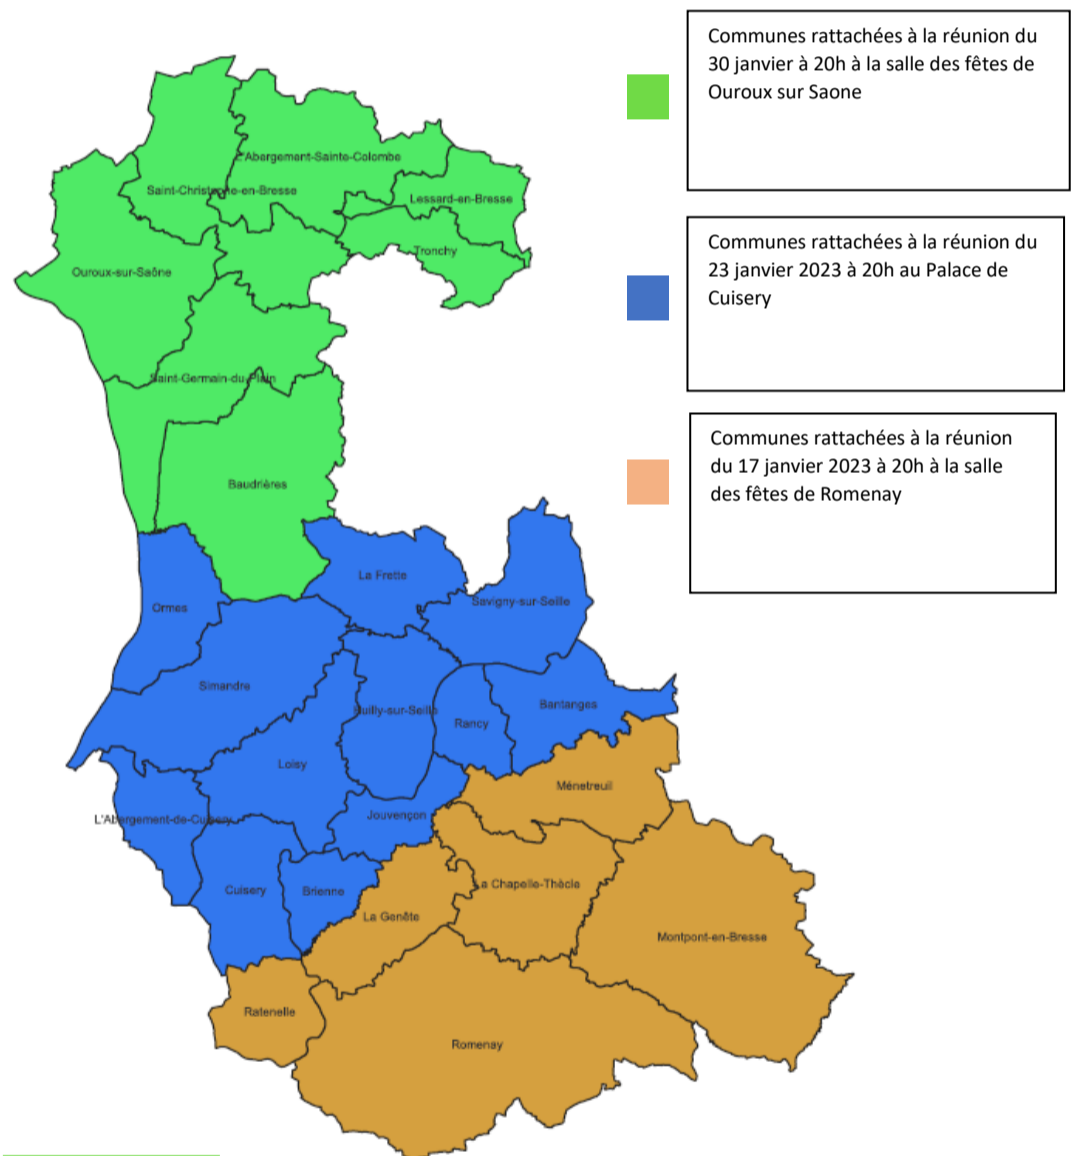 Communes rattachées à la réunion du
30 janvier à 20h à la salle des fêtes de
Ouroux sur Saone
Communes rattachées à la réunion du
23 janvier 2023 à 20h au Palace de
Cuisery
Communes rattachées à la réunion
du 17 janvier 2023 à 20h à la salle
des fêtes de Romenay
L'Abergement-Sainte-Colombe
Saint-Christophe-en-Bresse
Lessard-en-Bresse
Tronchy
Ouroux-sur-Saône
Saint-Germain-du-Plain
Baudrières
La Frette
Ormes
Savigny-sur-Seille
Simandre
Huilly-sur-Seille
Bantanges
Rancy
Loisy
Ménetreuil
L'Abergement-de-Cuisery
Jouvençon
Cuisery
Brienne
La Chapelle-Thècle
La Genête
Montpont-en-Bresse
Ratenelle
Romenay